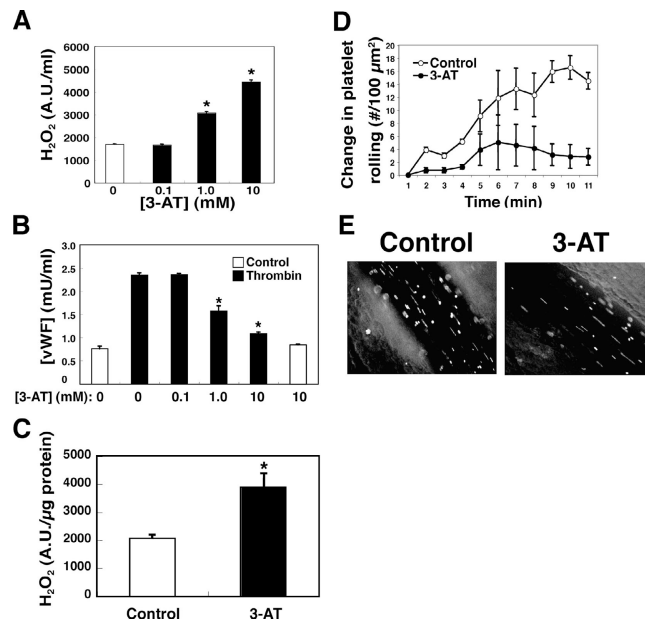 A
H₂O₂ (A.U./ml)
6000
5000
4000
3000
2000
1000
0
*
*
0 0.1 1.0 10
[3-AT] (mM)
B
[vWF] (mU/ml)
3.0
2.5
2.0
1.5
1.0
0.5
0
Control
Thrombin
*
*
[3-AT] (mM): 0 0 0.1 1.0 10 10
C
H₂O₂ (A.U./µg protein)
5000
4000
3000
2000
1000
0
*
Control 3-AT
D
Change in platelet
rolling (#/100 µm²)
20
18
16
14
12
10
8
6
4
2
0
Control
3-AT
1 2 3 4 5 6 7 8 9 10 11
Time (min)
E
Control 3-AT